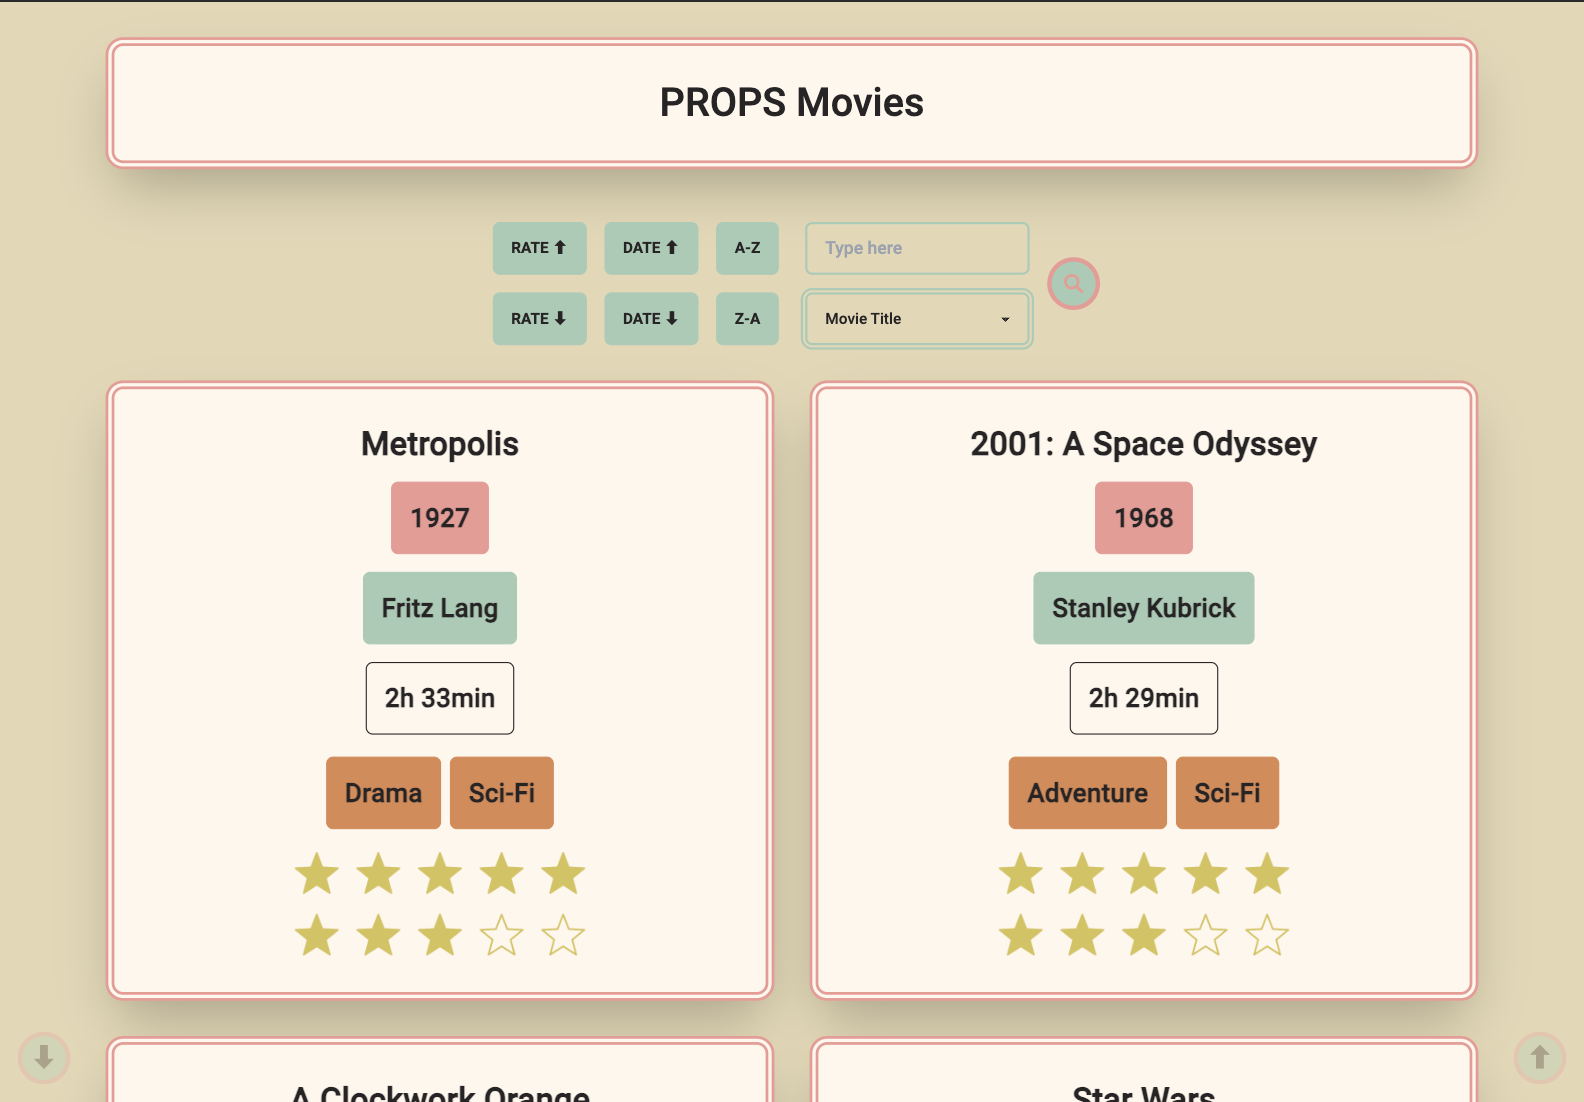 PROPS Movies
RATE DATE A-Z Type here
RATE DATE Z-A Movie Title
Metropolis
1927
Fritz Lang
2h 33min
Drama Sci-Fi
2001: A Space Odyssey
1968
Stanley Kubrick
2h 29min
Adventure Sci-Fi
A Clockwork Orange
Star Wars